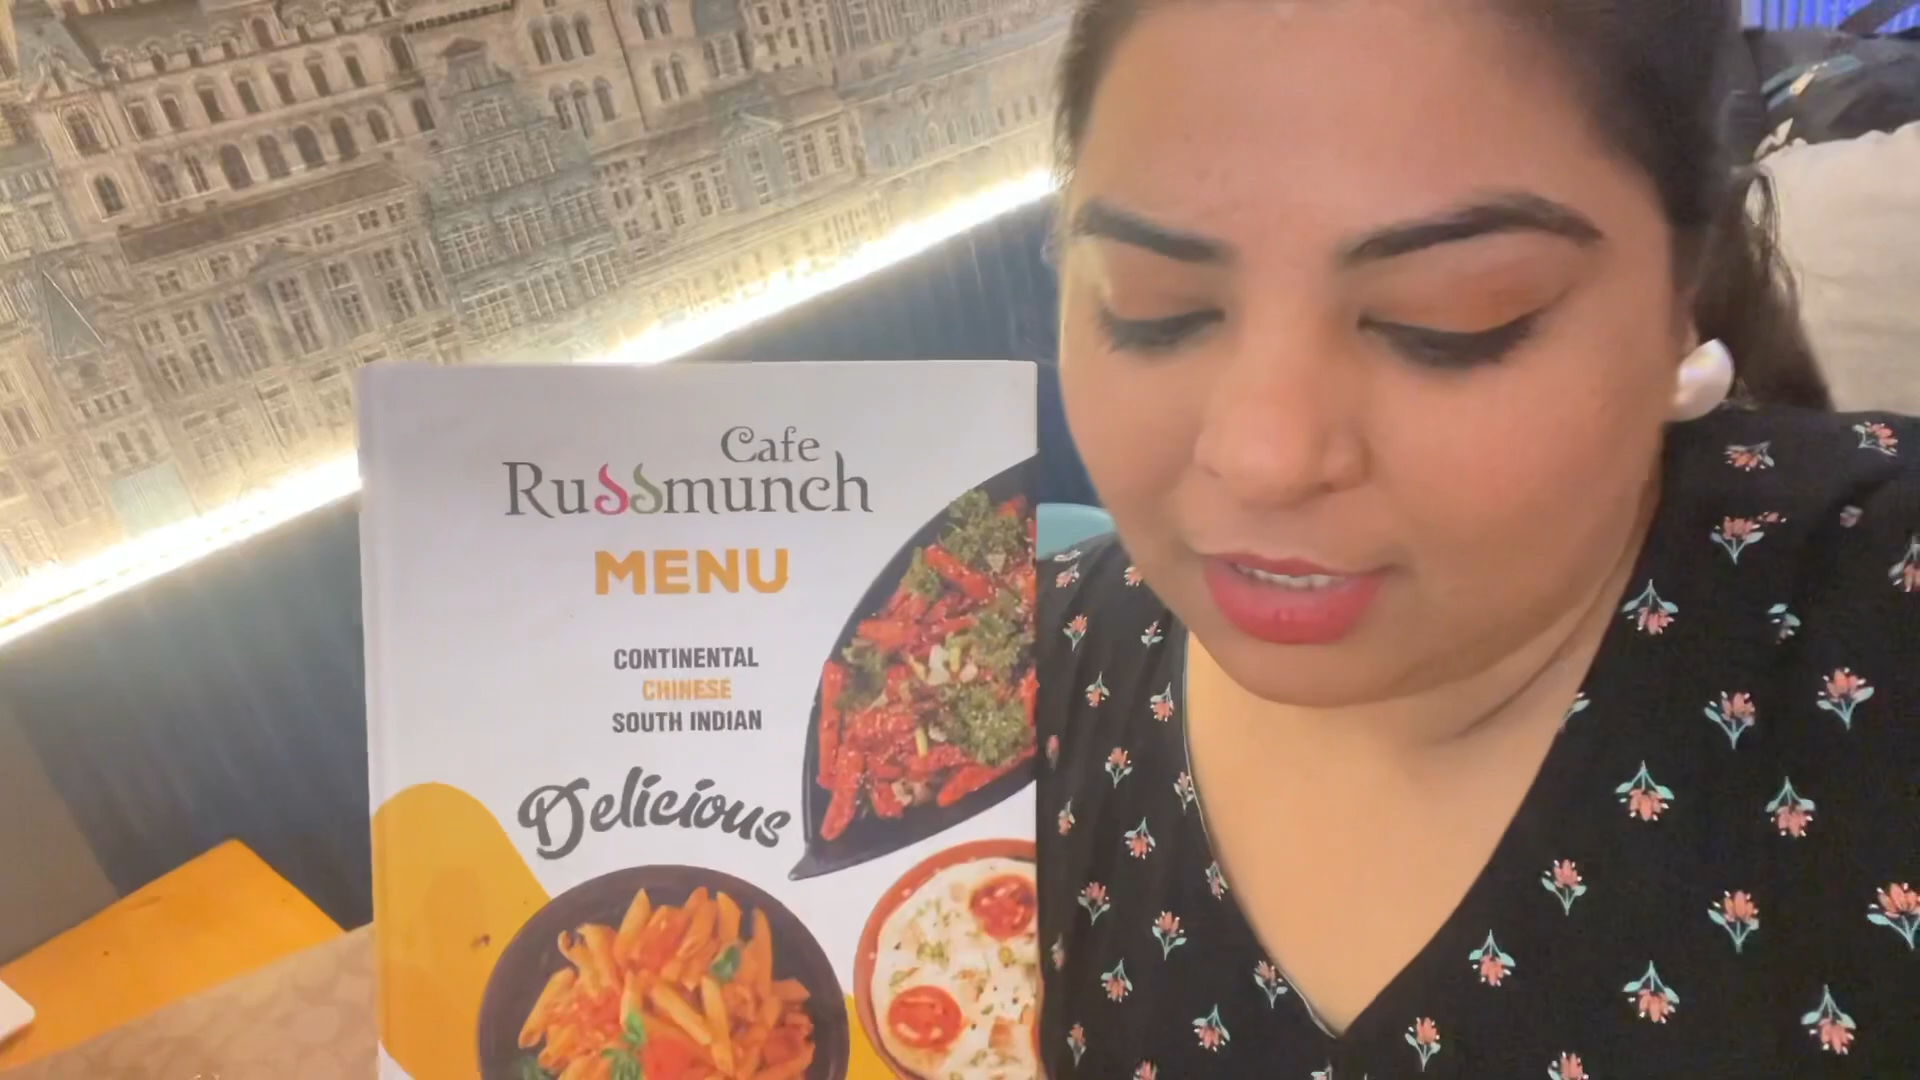 Cafe
Russmunch
MENU
CONTINENTAL
CHINESE
SOUTH INDIAN
Delicious